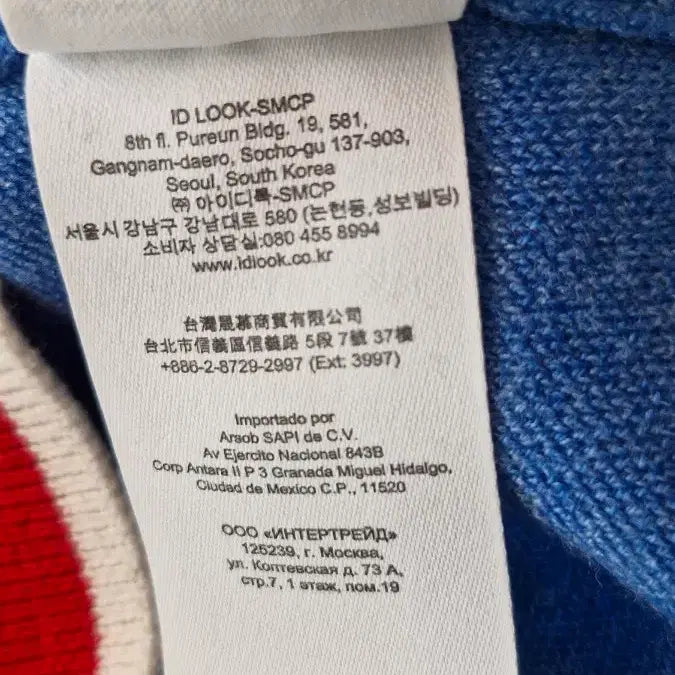 ID LOOK-SMCP
8th fl. Pureun Bldg. 19, 581,
Gangnam-daero, Socho-gu 137-903,
Seoul, South Korea
㈜ 아이디룩-SMCP
서울시 강남구 강남대로 580 (논현동,성보빌딩)
소비자 상담실:080 455 8994
www.idlook.co.kr
台灣晟慕商貿有限公司
台北市信義區信義路 5段 7號 37樓
+886-2-8729-2997 (Ext: 3997)
Importado por
Arsob SAPI de C.V.
Av Ejercito Nacional 843B
Corp Antara II P 3 Granada Miguel Hidalgo,
Ciudad de Mexico C.P., 11520
ООО «ИНТЕРТРЕЙД»
125239, г. Москва,
ул. Коптевская д. 73 А,
стр.7, 1 этаж, пом.19